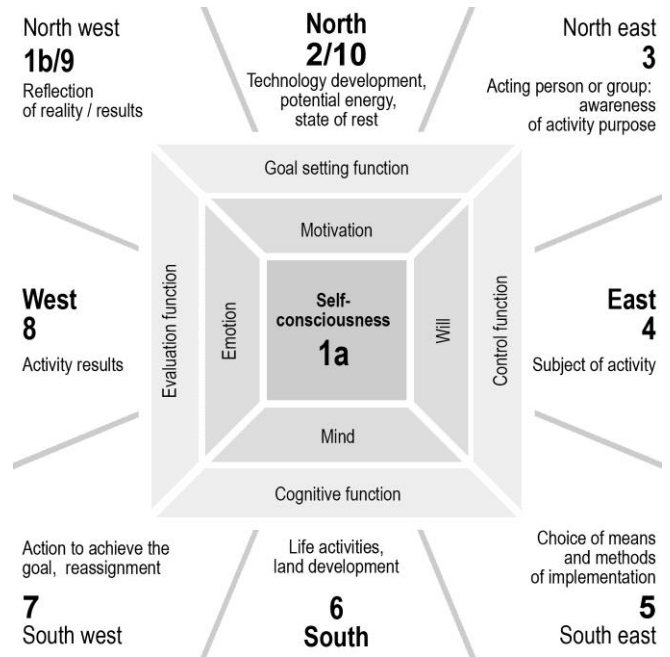 North west
1b/9
Reflection
of reality / results
North
2/10
Technology development,
potential energy,
state of rest
North east
3
Acting person or group:
awareness
of activity purpose
Goal setting function
Motivation
Evaluation function
Emotion
Self-
consciousness
1a
Will
Control function
Mind
Cognitive function
West
8
Activity results
East
4
Subject of activity
Action to achieve the
goal, reassignment
7
South west
Life activities,
land development
6
South
Choice of means
and methods
of implementation
5
South east